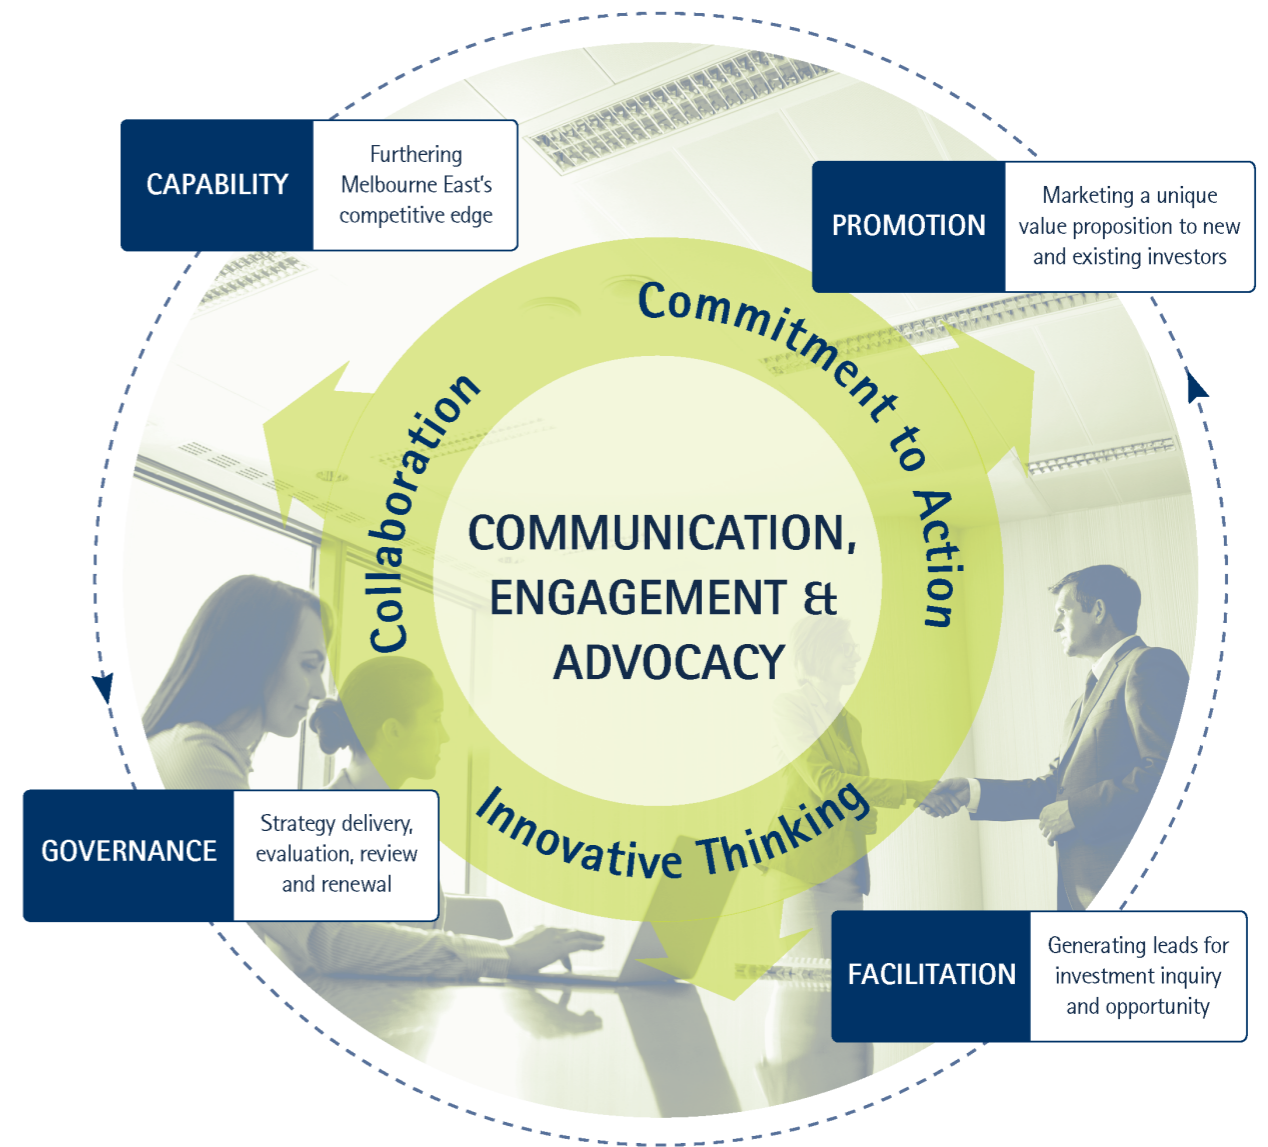 CAPABILITY
Furthering
Melbourne East's
competitive edge
PROMOTION
Marketing a unique
value proposition to new
and existing investors
Commitment to Action
Collaboration
COMMUNICATION,
ENGAGEMENT &
ADVOCACY
Innovative Thinking
GOVERNANCE
Strategy delivery,
evaluation, review
and renewal
FACILITATION
Generating leads for
investment inquiry
and opportunity